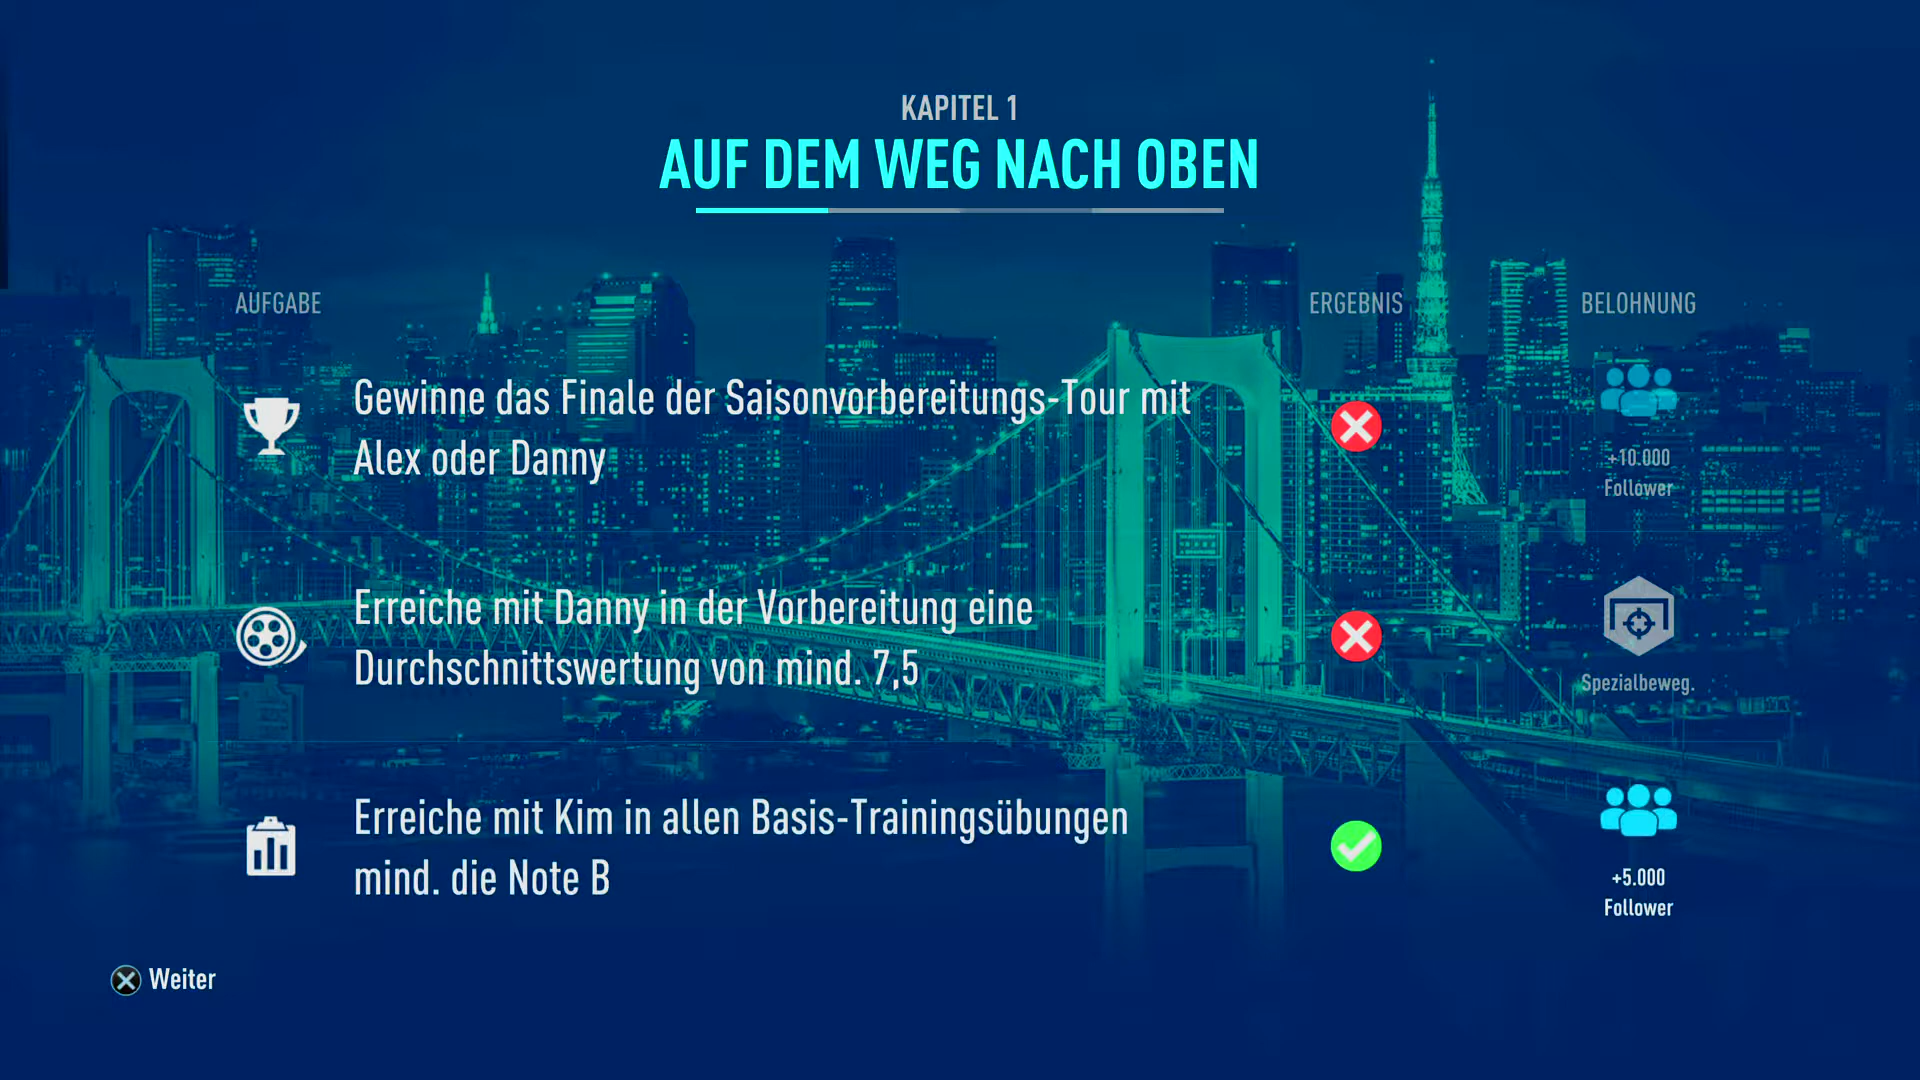 KAPITEL 1
AUF DEM WEG NACH OBEN
AUFGABE
ERGEBNIS
BELOHNUNG
Gewinne das Finale der Saisonvorbereitungs-Tour mit
Alex oder Danny
+10.000
Follower
Erreiche mit Danny in der Vorbereitung eine
Durchschnittswertung von mind. 7,5
Spezialbeweg.
Erreiche mit Kim in allen Basis-Trainingsübungen
mind. die Note B
+5.000
Follower
Weiter